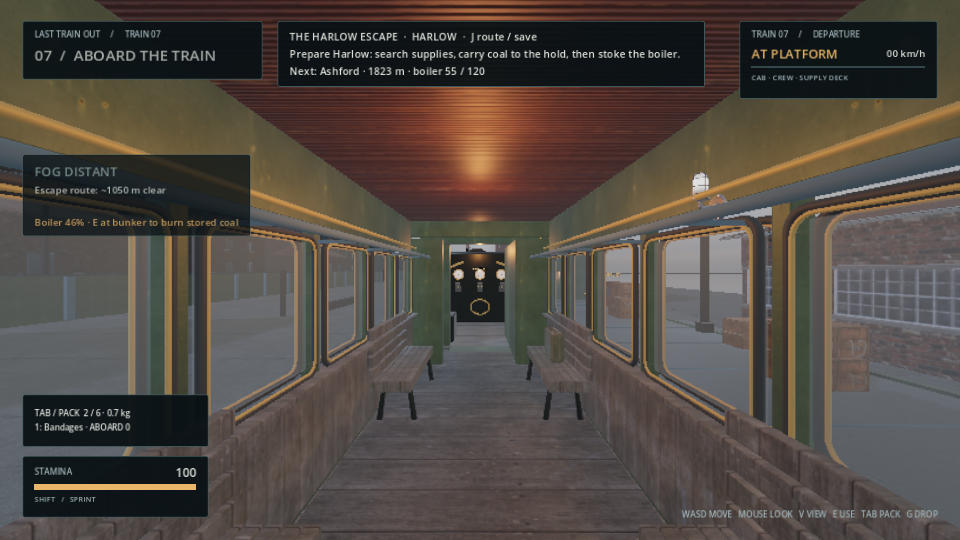 LAST TRAIN OUT / TRAIN 07
07 / ABOARD THE TRAIN
THE HARLOW ESCAPE · HARLOW · J route / save
Prepare Harlow: search supplies, carry coal to the hold, then stoke the boiler.
Next: Ashford · 1823 m · boiler 55 / 120
TRAIN 07 / DEPARTURE
AT PLATFORM 00 km/h
CAB · CREW · SUPPLY DECK
FOG DISTANT
Escape route: ~1050 m clear
Boiler 46% · E at bunker to burn stored coal
19
TAB / PACK 2 / 6 · 0.7 kg
1: Bandages · ABOARD 0
STAMINA 100
SHIFT / SPRINT
WASD MOVE MOUSE LOOK V VIEW E USE TAB PACK G DROP